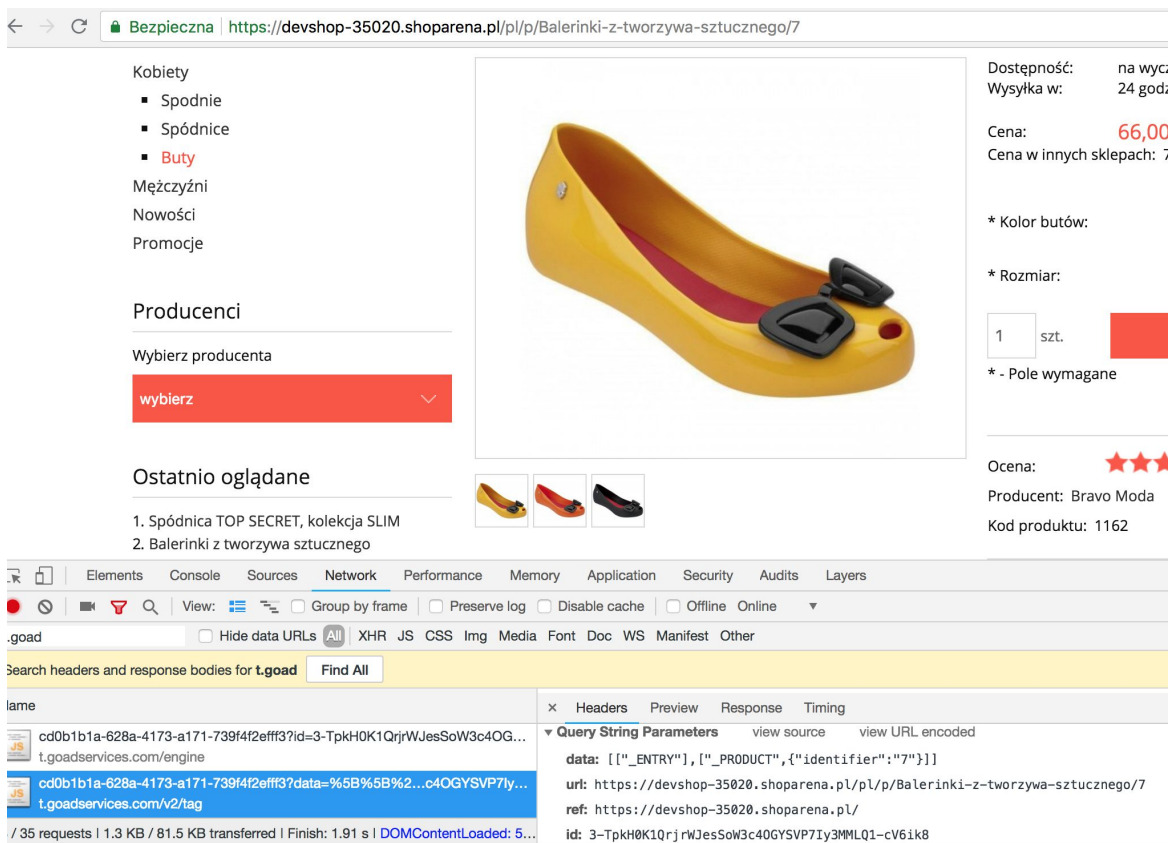 Bezpieczna https://devshop-35020.shoparena.pl/pl/p/Balerinki-z-tworzywa-sztucznego/7
Kobiety
Spodnie
Spódnice
Buty
Mężczyźni
Nowości
Promocje
Producenci
Wybierz producenta
wybierz
Ostatnio oglądane
1. Spódnica TOP SECRET, kolekcja SLIM
2. Balerinki z tworzywa sztucznego
Dostępność: na wycz
Wysyłka w: 24 godz
Cena: 66,00
Cena w innych sklepach: 7
* Kolor butów:
* Rozmiar:
1 szt.
* - Pole wymagane
Ocena:
Producent: Bravo Moda
Kod produktu: 1162
Elements Console Sources Network Performance Memory Application Security Audits Layers
View: Group by frame Preserve log Disable cache Offline Online
.goad Hide data URLs All XHR JS CSS Img Media Font Doc WS Manifest Other
Search headers and response bodies for t.goad Find All
Name
× Headers Preview Response Timing
JS cd0b1b1a-628a-4173-a171-739f4f2efff3?id=3-TpkH0K1QrjrWJesSoW3c4OG...
t.goadservices.com/engine
JS cd0b1b1a-628a-4173-a171-739f4f2efff3?data=%5B%5B%2...c4OGYSVP7Iy...
t.goadservices.com/v2/tag
/ 35 requests | 1.3 KB / 81.5 KB transferred | Finish: 1.91 s | DOMContentLoaded: 5...
Query String Parameters view source view URL encoded
data: [["_ENTRY"],["_PRODUCT",{"identifier":"7"}]]
url: https://devshop-35020.shoparena.pl/pl/p/Balerinki-z-tworzywa-sztucznego/7
ref: https://devshop-35020.shoparena.pl/
id: 3-TpkH0K1QrjrWJesSoW3c4OGYSVP7Iy3MMLQ1-cV6ik8